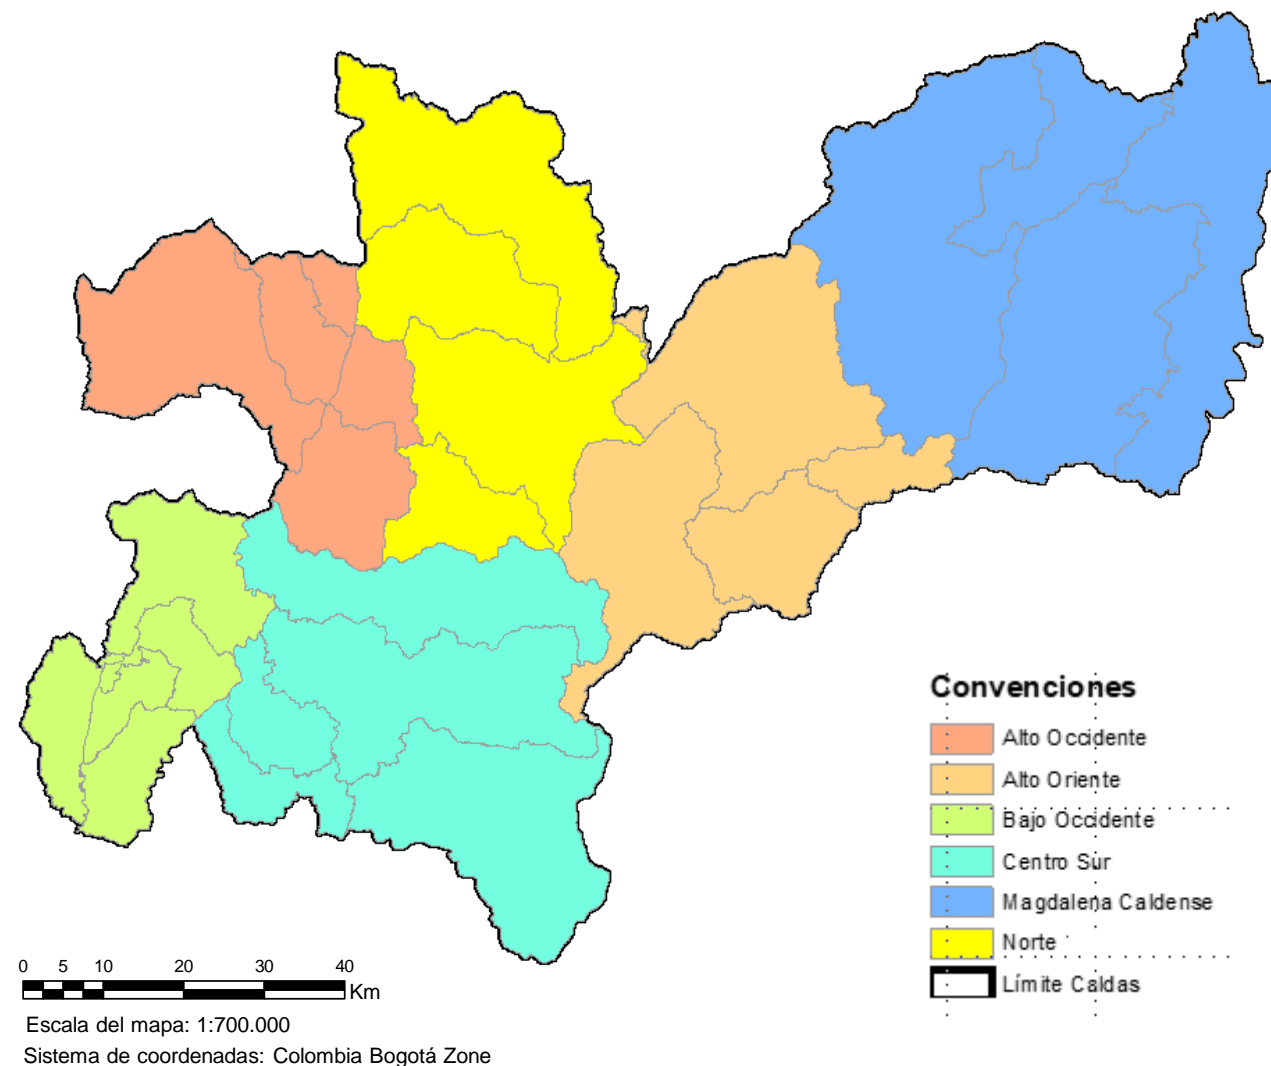 Convenciones
Alto Occidente
Alto Oriente
Bajo Occidente
Centro Sur
Magdalena Caldense
Norte
Límite Caldas
0 5 10 20 30 40
Km
Escala del mapa: 1:700.000
Sistema de coordenadas: Colombia Bogotá Zone